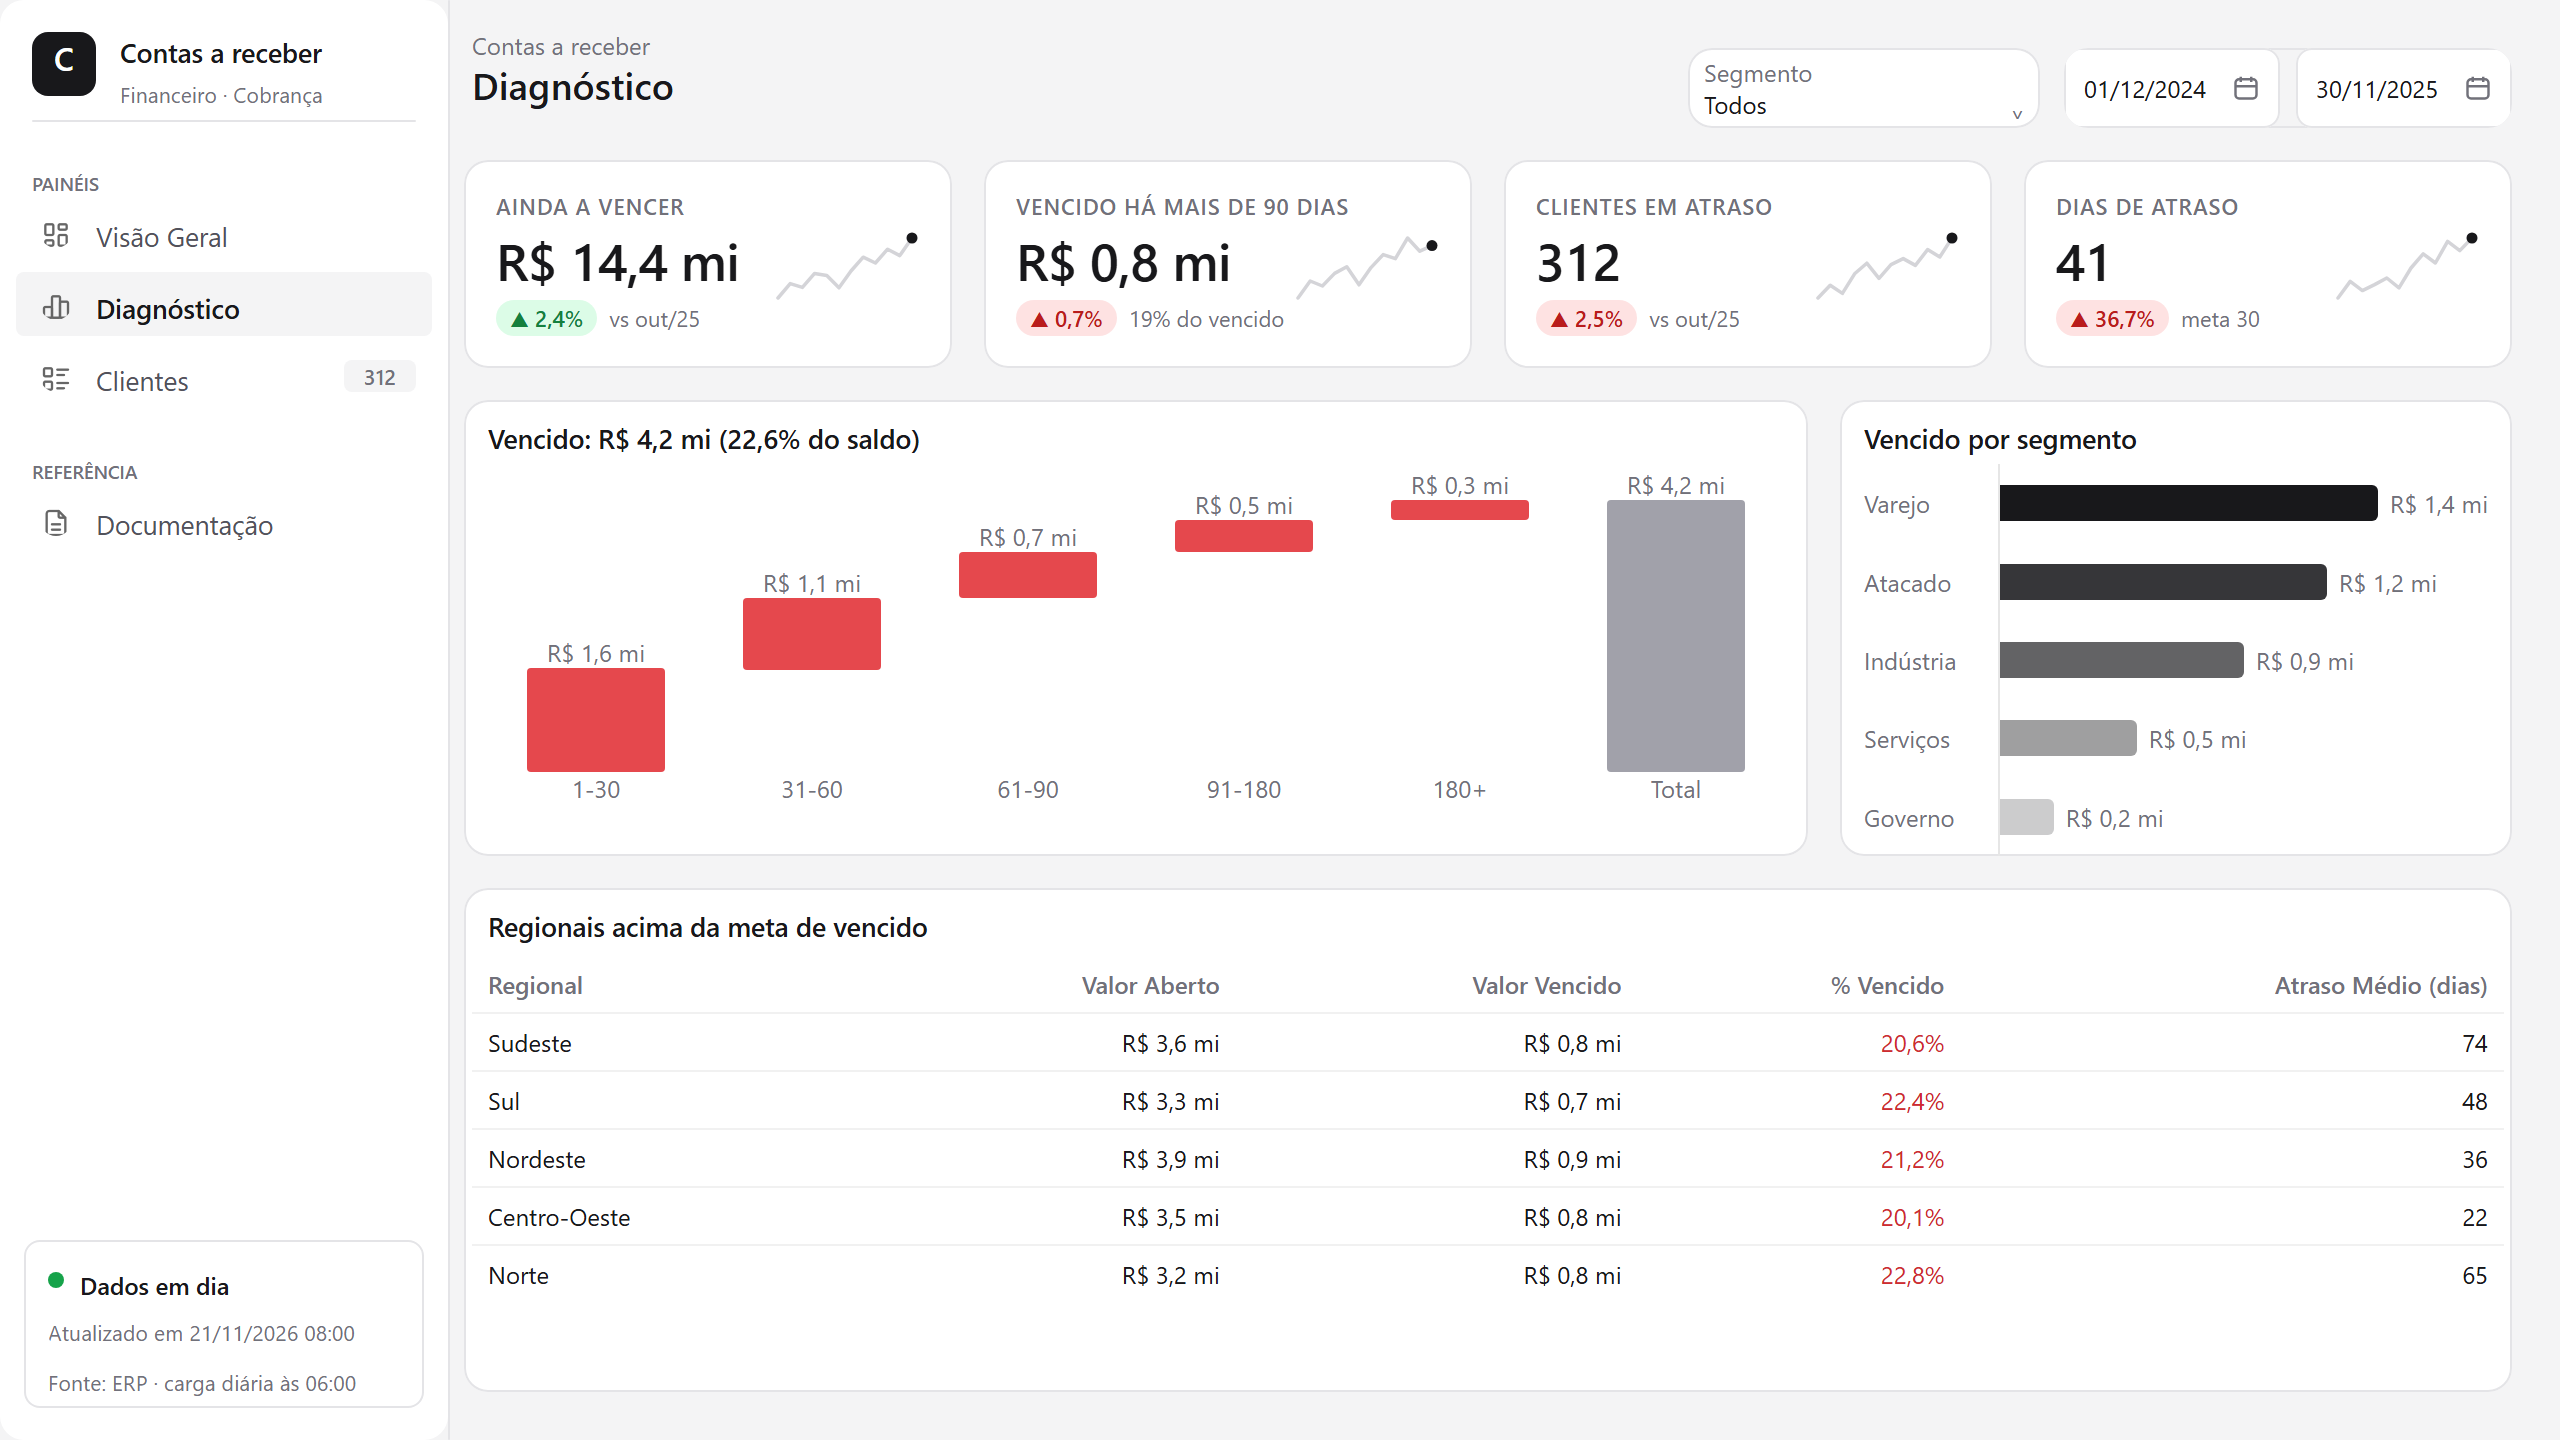 C
Contas a receber
Financeiro · Cobrança
PAINÉIS
Visão Geral
Diagnóstico
Clientes 312
REFERÊNCIA
Documentação
Dados em dia
Atualizado em 21/11/2026 08:00
Fonte: ERP · carga diária às 06:00
Contas a receber
Diagnóstico
Segmento
Todos
01/12/2024
30/11/2025
AINDA A VENCER
R$ 14,4 mi
▲ 2,4% vs out/25
VENCIDO HÁ MAIS DE 90 DIAS
R$ 0,8 mi
▲ 0,7% 19% do vencido
CLIENTES EM ATRASO
312
▲ 2,5% vs out/25
DIAS DE ATRASO
41
▲ 36,7% meta 30
Vencido: R$ 4,2 mi (22,6% do saldo)
R$ 1,6 mi
R$ 1,1 mi
R$ 0,7 mi
R$ 0,5 mi
R$ 0,3 mi
R$ 4,2 mi
1-30 31-60 61-90 91-180 180+ Total
Vencido por segmento
Varejo R$ 1,4 mi
Atacado R$ 1,2 mi
Indústria R$ 0,9 mi
Serviços R$ 0,5 mi
Governo R$ 0,2 mi
Regionais acima da meta de vencido
Regional Valor Aberto Valor Vencido % Vencido Atraso Médio (dias)
Sudeste R$ 3,6 mi R$ 0,8 mi 20,6% 74
Sul R$ 3,3 mi R$ 0,7 mi 22,4% 48
Nordeste R$ 3,9 mi R$ 0,9 mi 21,2% 36
Centro-Oeste R$ 3,5 mi R$ 0,8 mi 20,1% 22
Norte R$ 3,2 mi R$ 0,8 mi 22,8% 65